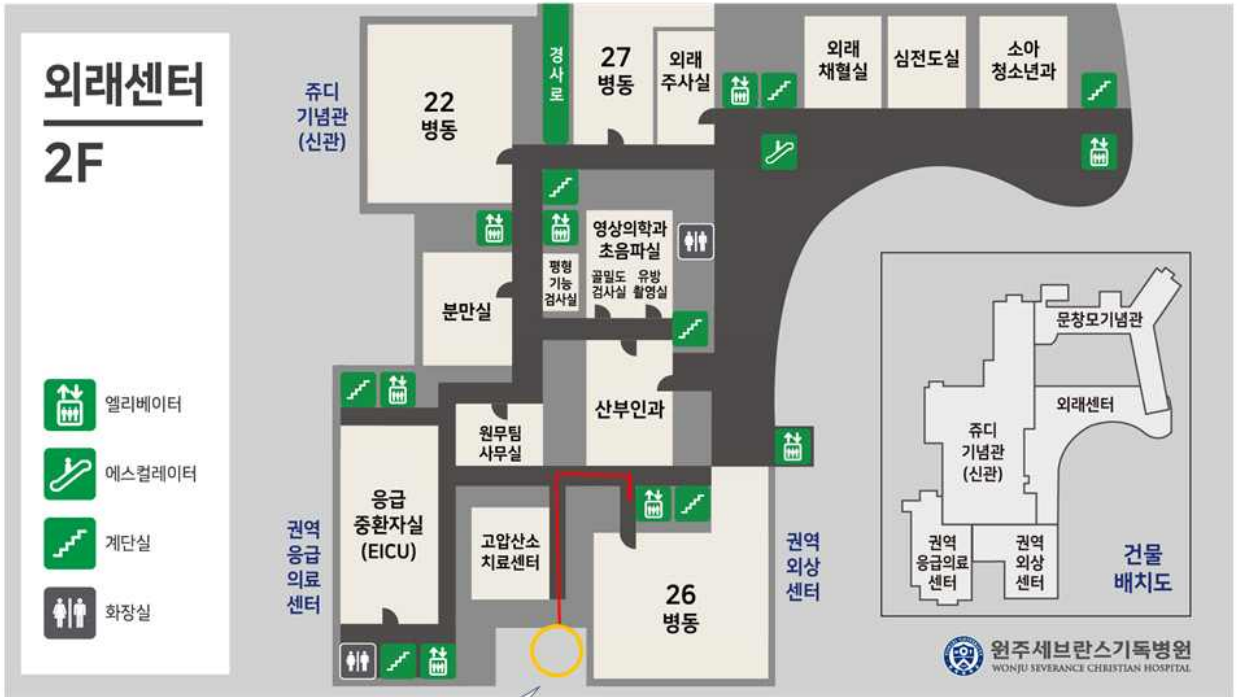 외래센터
2F
엘리베이터
에스컬레이터
계단실
화장실
쥬디
기념관
(신관)
22
병동
경사로
27
병동
외래
주사실
외래
채혈실
심전도실
소아
청소년과
영상의학과
초음파실
골밀도
검사실
유방
촬영실
평형
기능
검사실
분만실
산부인과
원무팀
사무실
응급
중환자실
(EICU)
권역
응급
의료
센터
고압산소
치료센터
26
병동
권역
외상
센터
문창모기념관
외래센터
쥬디
기념관
(신관)
권역
응급의료
센터
권역
외상
센터
건물
배치도
원주세브란스기독병원
WONJU SEVERANCE CHRISTIAN HOSPITAL